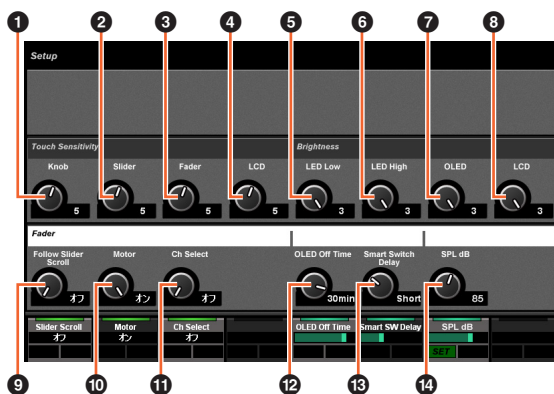 1 2 3 4 5 6 7 8
Setup
Touch Sensitivity Brightness
Knob Slider Fader LCD LED Low LED High OLED LCD
5 5 5 5 3 3 3 3
Fader
Follow Slider Scroll Motor Ch Select OLED Off Time Smart Switch Delay SPL dB
オフ オン オフ 30min Short 85
Slider Scroll Motor Ch Select OLED Off Time Smart SW Delay SPL dB
オフ オン オフ
SET
9 10 11 12 13 14